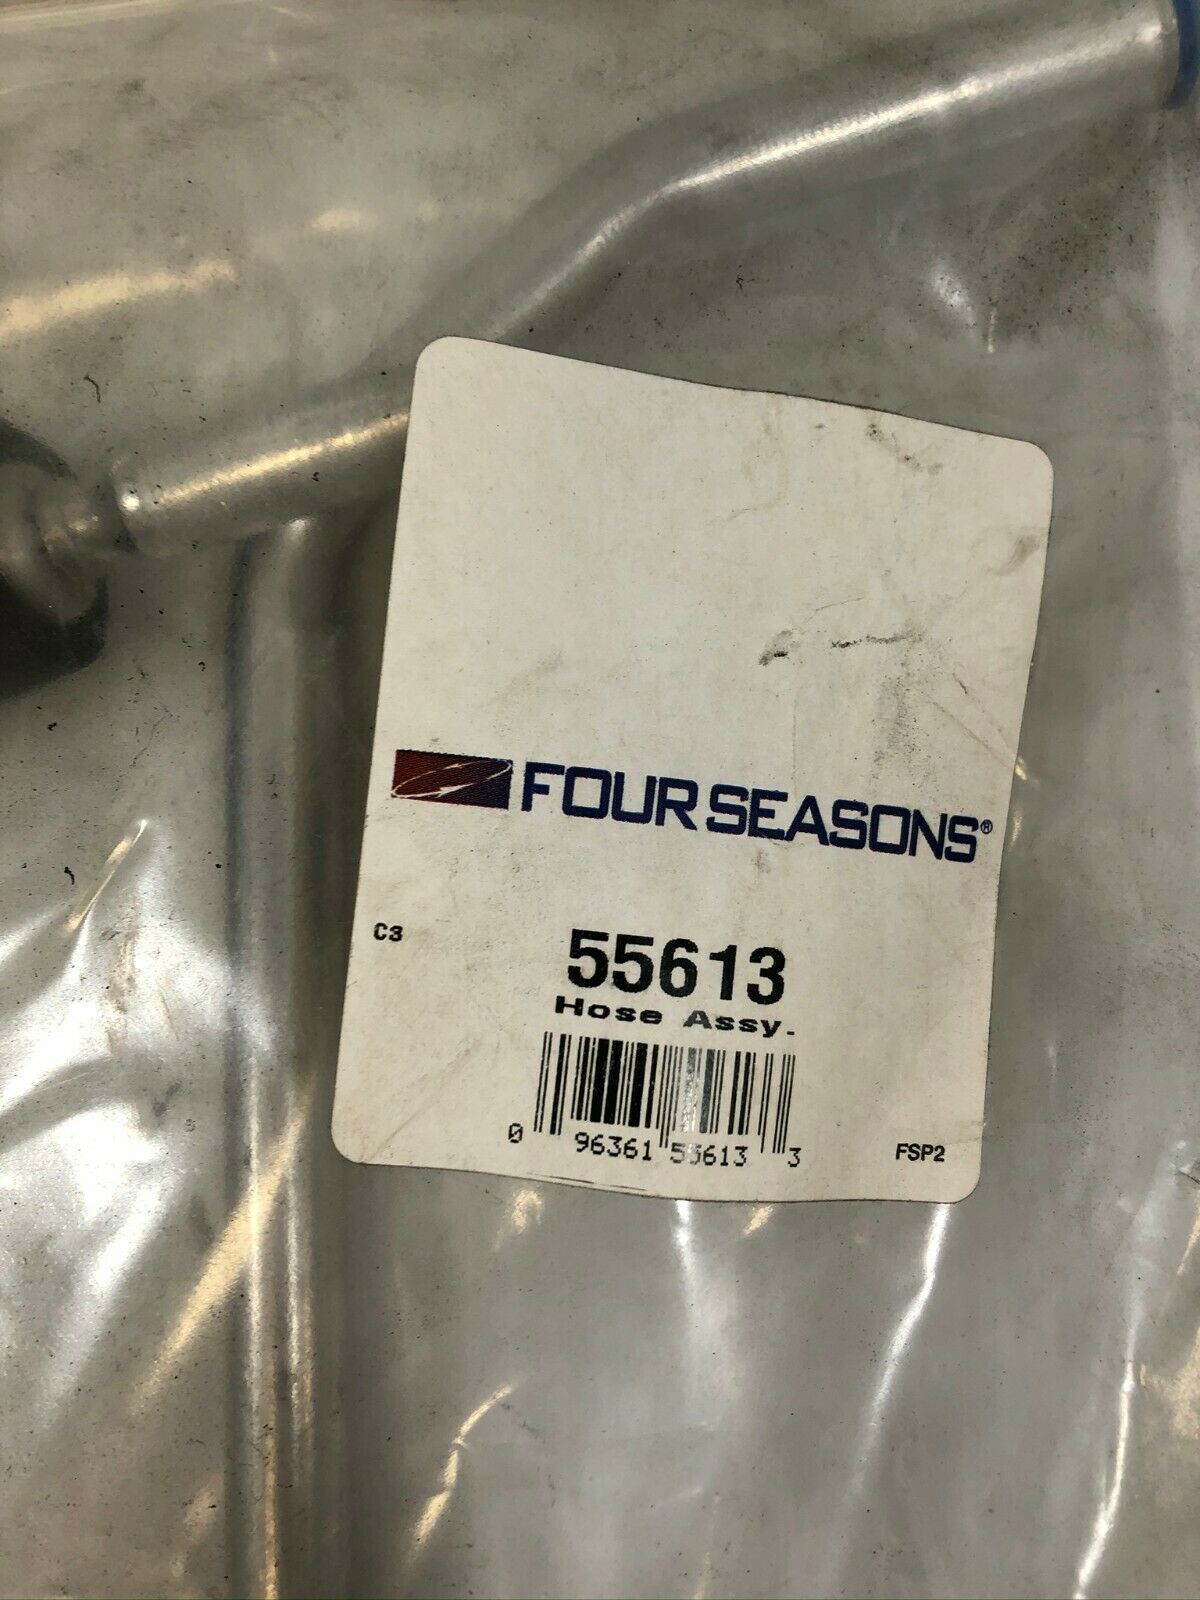 FOUR SEASONS®
C3
55613
Hose Assy.
0 96361 55613 3
FSP2